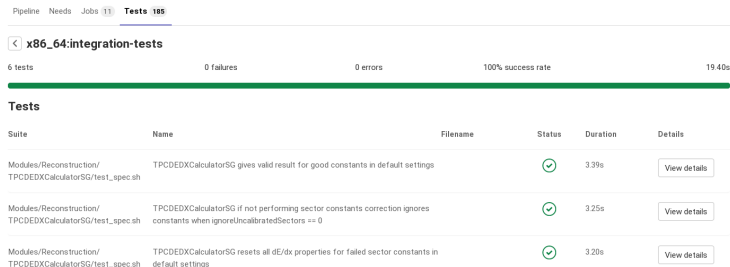 Pipeline Needs Jobs 11 Tests 185
x86_64:integration-tests
6 tests 0 failures 0 errors 100% success rate 19.40s
Tests
Suite Name Filename Status Duration Details
Modules/Reconstruction/ TPCDEDXCalculatorSG gives valid result for good constants in default settings 3.39s View details
TPCDEDXCalculatorSG/test_spec.sh
Modules/Reconstruction/ TPCDEDXCalculatorSG if not performing sector constants correction ignores 3.25s View details
TPCDEDXCalculatorSG/test_spec.sh constants when ignoreUncalibratedSectors == 0
Modules/Reconstruction/ TPCDEDXCalculatorSG resets all dE/dx properties for failed sector constants in 3.20s View details
TPCDEDXCalculatorSG/test_spec.sh default settings